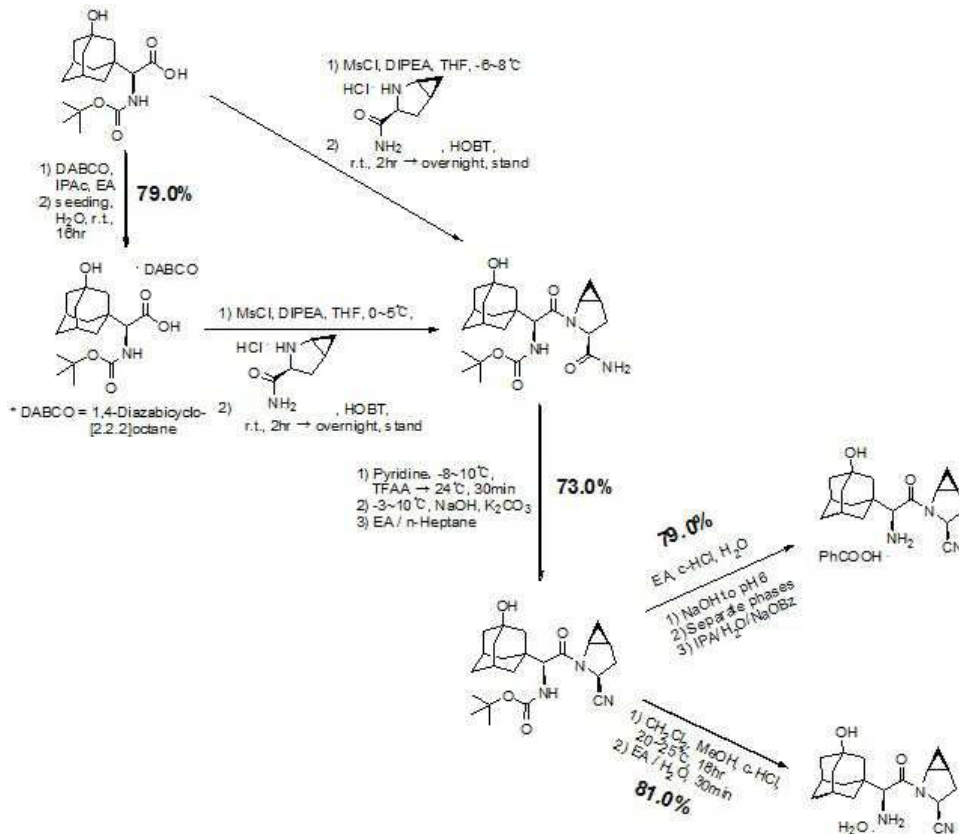 OH
O
OH
NH
O
O
1) MsCl, DIPEA, THF, -6~8℃
HCl · HN
O
NH2
2) , HOBT,
r.t., 2hr → overnight, stand
1) DABCO,
IPAc, EA
2) seeding,
H2O, r.t.,
16hr
79.0%
OH
· DABCO
O
OH
NH
O
O
* DABCO = 1,4-Diazabicyclo-
[2.2.2]octane
1) MsCl, DIPEA, THF, 0~5℃,
HCl · HN
O
NH2
2) , HOBT,
r.t., 2hr → overnight, stand
OH
O
N
NH
O
O
O
NH2
1) Pyridine. -8~10℃,
TFAA → 24℃, 30min
2) -3~10℃, NaOH, K2CO3
3) EA / n-Heptane
73.0%
OH
O
N
NH
CN
O
O
79.0%
EA, c-HCl, H2O
1) NaOH to pH 6
2) Separate phases
3) IPA/H2O/NaOBz
OH
O
N
NH2
CN
PhCOOH ·
1) CH2Cl2, MeOH, c-HCl,
20~25℃, 18hr
2) EA / H2O, 30min
81.0%
OH
O
N
H2O ·
NH2
CN